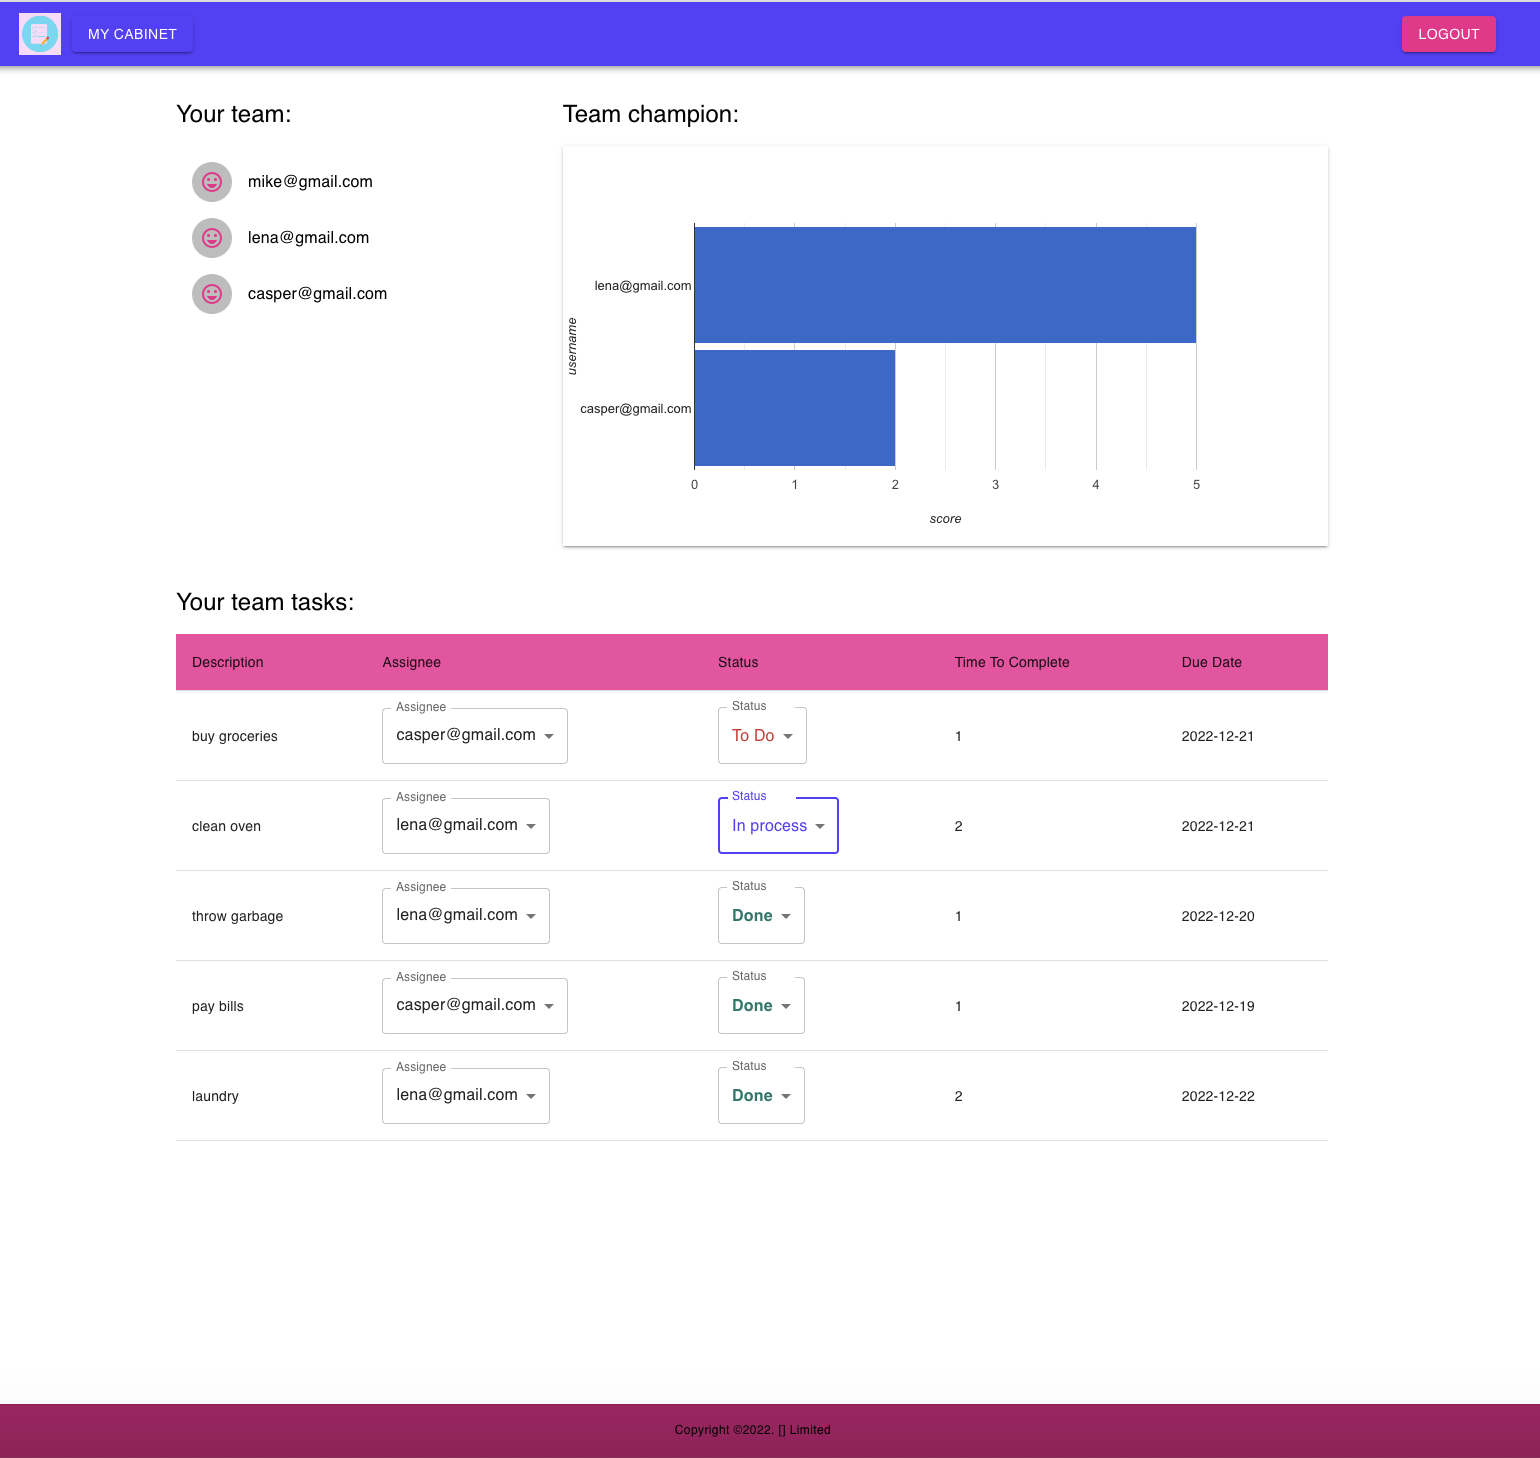 MY CABINET
LOGOUT
Your team:
mike@gmail.com
lena@gmail.com
casper@gmail.com
Team champion:
username
lena@gmail.com
casper@gmail.com
0 1 2 3 4 5
score
Your team tasks:
Description Assignee Status Time To Complete Due Date
Assignee Status
buy groceries casper@gmail.com To Do 1 2022-12-21
Assignee Status
clean oven lena@gmail.com In process 2 2022-12-21
Assignee Status
throw garbage lena@gmail.com Done 1 2022-12-20
Assignee Status
pay bills casper@gmail.com Done 1 2022-12-19
Assignee Status
laundry lena@gmail.com Done 2 2022-12-22
Copyright ©2022. [] Limited